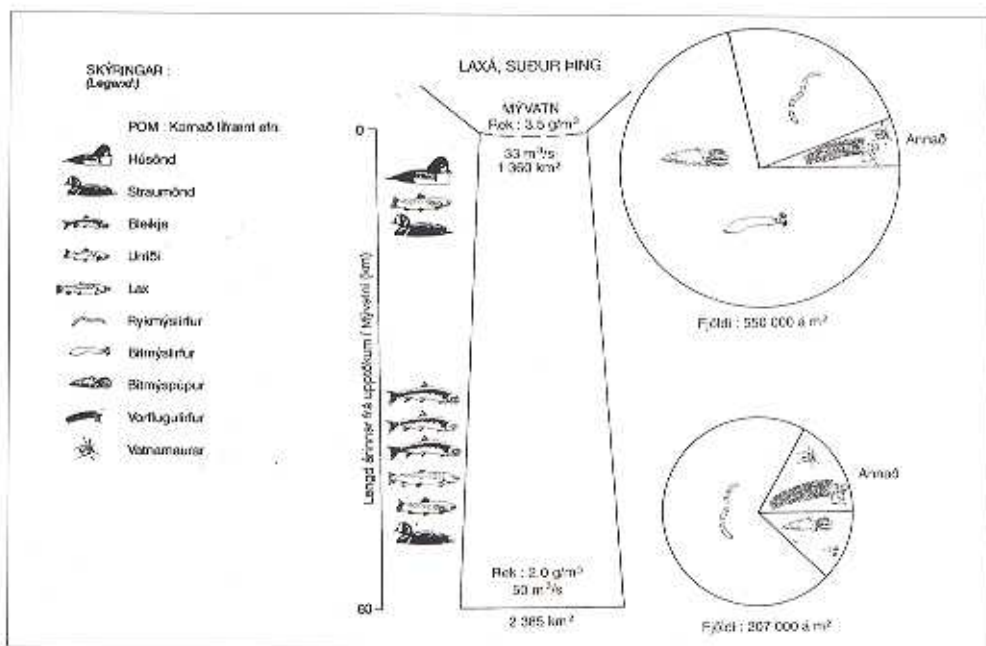 SKÝRINGAR :
(Legend:)
POM : Kornað lífrænt efn.
Húsönd
Straumönd
Bleikja
Urriði
Lax
Rykmýslirfur
Bitmýslirfur
Bitmýspúpur
Vorflugulirfur
Vatnamaurar
Lengd árinnar frá upptökum í Mývatni (km)
0
60
LAXÁ, SUÐUR ÞING.
MÝVATN
Rek : 3.5 g/m³
33 m³/s
1 360 km²
Rek : 2.0 g/m³
50 m³/s
2 385 km²
Annað
Fjöldi : 550 000 á m²
Annað
Fjöldi : 207 000 á m²